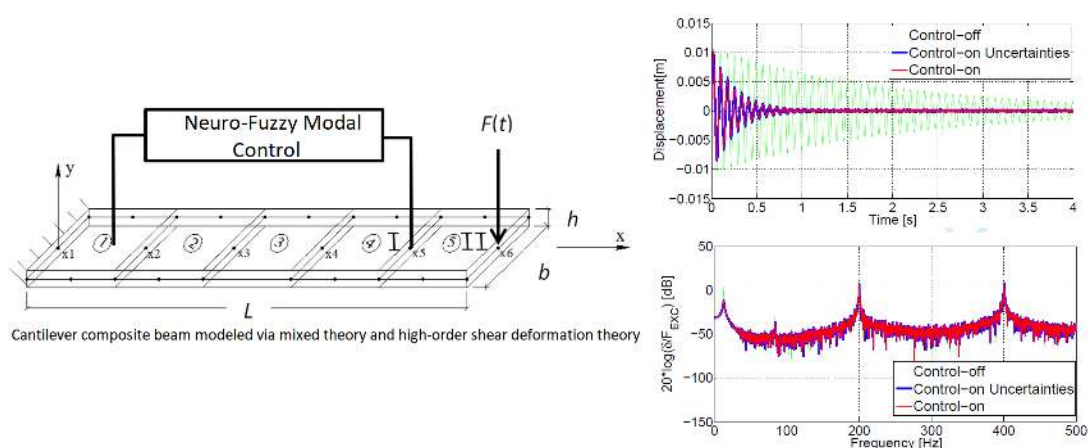 Neuro-Fuzzy Modal
Control
F(t)
y
x
h
b
L
1
2
3
4
I
5
II
x1
x2
x3
x4
x5
x6
Cantilever composite beam modeled via mixed theory and high-order shear deformation theory
0.015
0.01
0.005
0
-0.005
-0.01
-0.015
Displacement[m]
Control-off
Control-on Uncertainties
Control-on
0 0.5 1 1.5 2 2.5 3 3.5 4
Time [s]
50
0
-50
-100
-150
20*log(δ/F_EXC) [dB]
Control-off
Control-on Uncertainties
Control-on
0 100 200 300 400 500
Frequency [Hz]